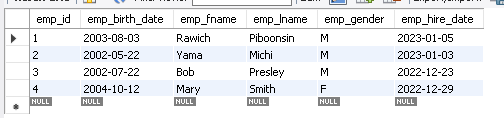 emp_id emp_birth_date emp_fname emp_lname emp_gender emp_hire_date
1 2003-08-03 Rawich Piboonsin M 2023-01-05
2 2002-05-22 Yama Michi M 2023-01-03
3 2002-07-22 Bob Presley M 2022-12-23
4 2004-10-12 Mary Smith F 2022-12-29
NULL NULL NULL NULL NULL NULL